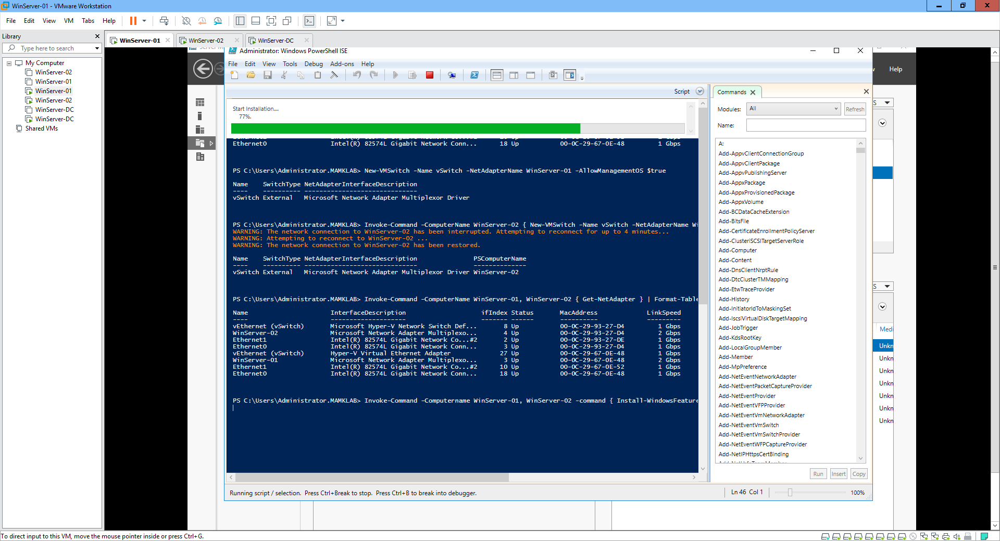 WinServer-01 - VMware Workstation
File Edit View VM Tabs Help
Library
Type here to search
My Computer
WinServer-02
WinServer-01
WinServer-01
WinServer-02
WinServer-DC
WinServer-DC
Shared VMs
WinServer-01 WinServer-02 WinServer-DC
Administrator: Windows PowerShell ISE
File Edit View Tools Debug Add-ons Help
Help
Script
Start Installation....
77%.
Ethernet0 Intel(R) 82574L Gigabit Network Conn... 18 Up 00-0C-29-67-0E-48 1 Gbps
PS C:\Users\Administrator.MAMKLAB> New-VMSwitch -Name vSwitch -NetAdapterName WinServer-01 -AllowManagementOS $true
Name SwitchType NetAdapterInterfaceDescription
---- ---------- ------------------------------
vSwitch External Microsoft Network Adapter Multiplexor Driver
PS C:\Users\Administrator.MAMKLAB> Invoke-Command -ComputerName WinServer-02 { New-VMSwitch -Name vSwitch -NetAdapterName Wi
WARNING: The network connection to WinServer-02 has been interrupted. Attempting to reconnect for up to 4 minutes...
WARNING: Attempting to reconnect to WinServer-02 ...
WARNING: The network connection to WinServer-02 has been restored.
Name SwitchType NetAdapterInterfaceDescription PSComputerName
---- ---------- ------------------------------ --------------
vSwitch External Microsoft Network Adapter Multiplexor Driver WinServer-02
PS C:\Users\Administrator.MAMKLAB> Invoke-Command -ComputerName WinServer-01, WinServer-02 { Get-NetAdapter } | Format-Table
Name InterfaceDescription ifIndex Status MacAddress LinkSpeed
---- -------------------- ------- ------ ---------- ---------
vEthernet (vSwitch) Microsoft Hyper-V Network Switch Def... 8 Up 00-0C-29-93-27-D4 1 Gbps
WinServer-02 Microsoft Network Adapter Multiplexo... 4 Up 00-0C-29-93-27-D4 2 Gbps
Ethernet1 Intel(R) 82574L Gigabit Network Co...#2 2 Up 00-0C-29-93-27-DE 1 Gbps
Ethernet0 Intel(R) 82574L Gigabit Network Conn... 3 Up 00-0C-29-93-27-D4 1 Gbps
vEthernet (vSwitch) Hyper-V Virtual Ethernet Adapter 27 Up 00-0C-29-67-0E-48 1 Gbps
WinServer-01 Microsoft Network Adapter Multiplexo... 3 Up 00-0C-29-67-0E-48 2 Gbps
Ethernet1 Intel(R) 82574L Gigabit Network Co...#2 10 Up 00-0C-29-67-0E-52 1 Gbps
Ethernet0 Intel(R) 82574L Gigabit Network Conn... 18 Up 00-0C-29-67-0E-48 1 Gbps
PS C:\Users\Administrator.MAMKLAB> Invoke-Command -Computername WinServer-01, WinServer-02 -command { Install-WindowsFeature
Commands
Modules: All Refresh
Name:
A:
Add-AppvClientConnectionGroup
Add-AppvClientPackage
Add-AppvPublishingServer
Add-AppxPackage
Add-AppxProvisionedPackage
Add-AppxVolume
Add-BCDataCacheExtension
Add-BitsFile
Add-CertificateEnrollmentPolicyServer
Add-ClusteriSCSITargetServerRole
Add-Computer
Add-Content
Add-DnsClientNrptRule
Add-DtcClusterTMMapping
Add-EtwTraceProvider
Add-History
Add-InitiatorIdToMaskingSet
Add-IscsiVirtualDiskTargetMapping
Add-JobTrigger
Add-KdsRootKey
Add-LocalGroupMember
Add-Member
Add-MpPreference
Add-NetEventNetworkAdapter
Add-NetEventPacketCaptureProvider
Add-NetEventProvider
Add-NetEventVFPProvider
Add-NetEventVmNetworkAdapter
Add-NetEventVmSwitch
Add-NetEventVmSwitchProvider
Add-NetEventWFPCaptureProvider
Add-NetIPHttpsCertBinding
Run Insert Copy
S
S
Medi
Unkn
Unkn
Unkn
Unkn
Unkn
Unkn
Unkn
Running script / selection. Press Ctrl+Break to stop. Press Ctrl+B to break into debugger.
Ln 46 Col 1 100%
To direct input to this VM, move the mouse pointer inside or press Ctrl+G.